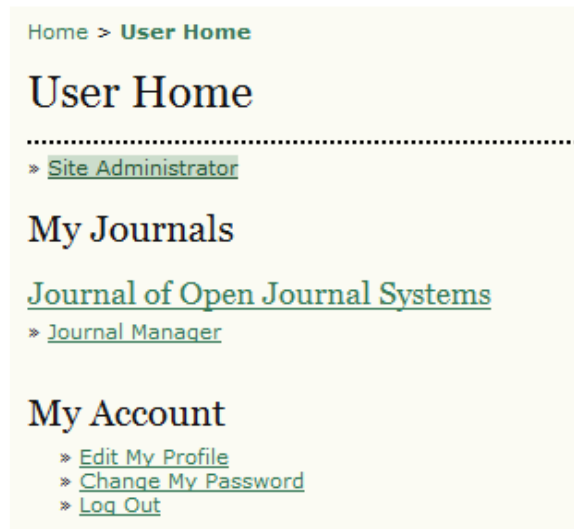 Home > User Home
User Home
» Site Administrator
My Journals
Journal of Open Journal Systems
» Journal Manager
My Account
» Edit My Profile
» Change My Password
» Log Out